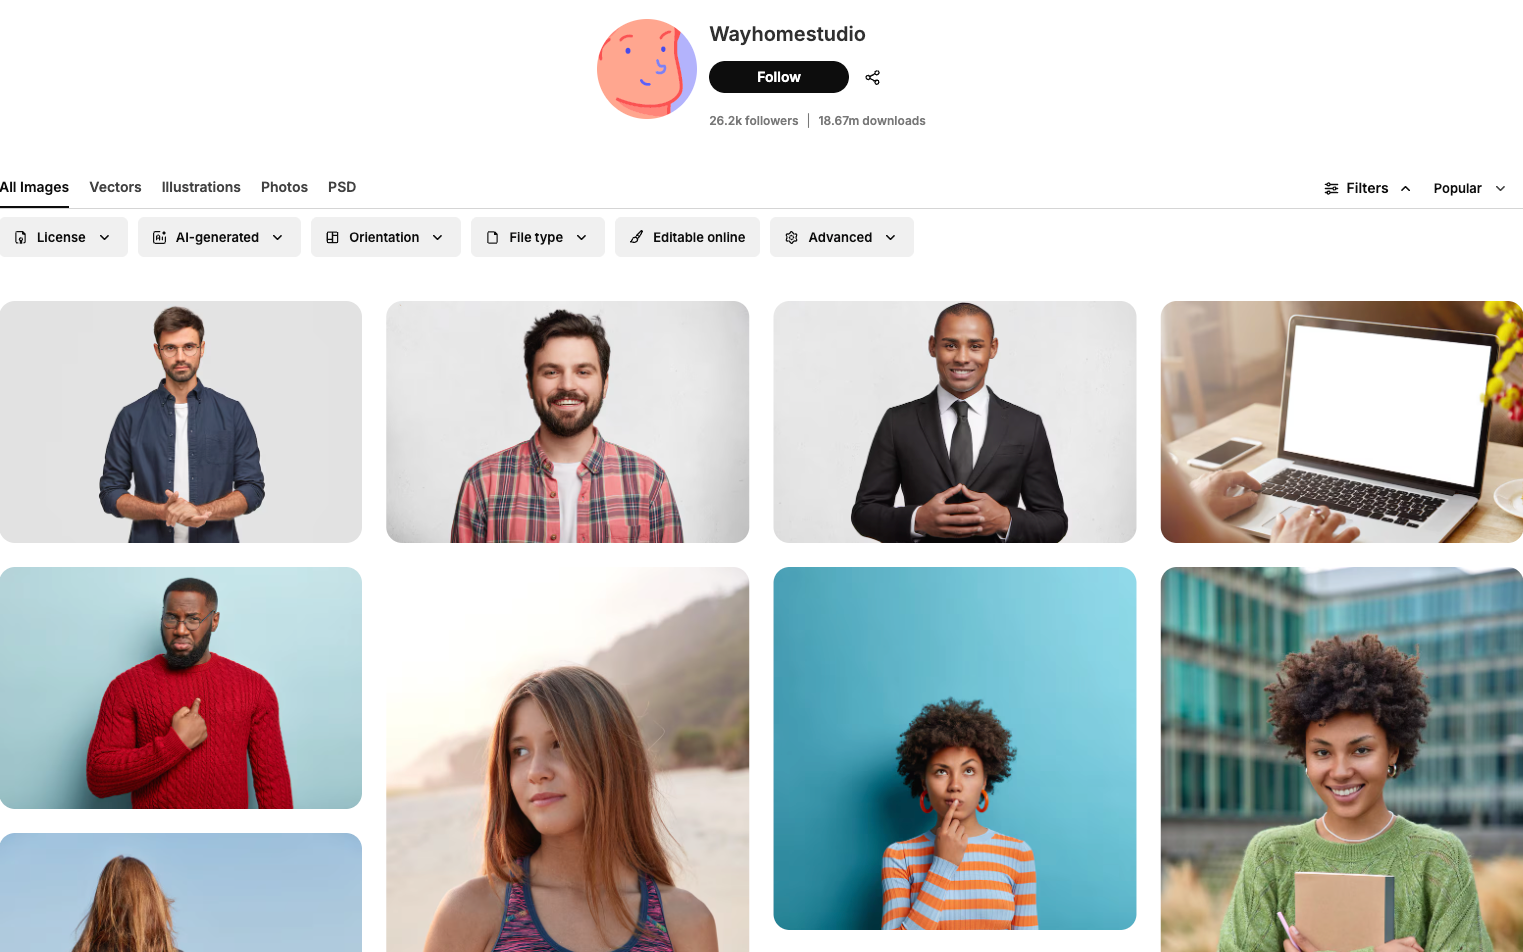 Wayhomestudio
Follow
26.2k followers | 18.67m downloads
All Images Vectors Illustrations Photos PSD
Filters Popular
License AI-generated Orientation File type Editable online Advanced